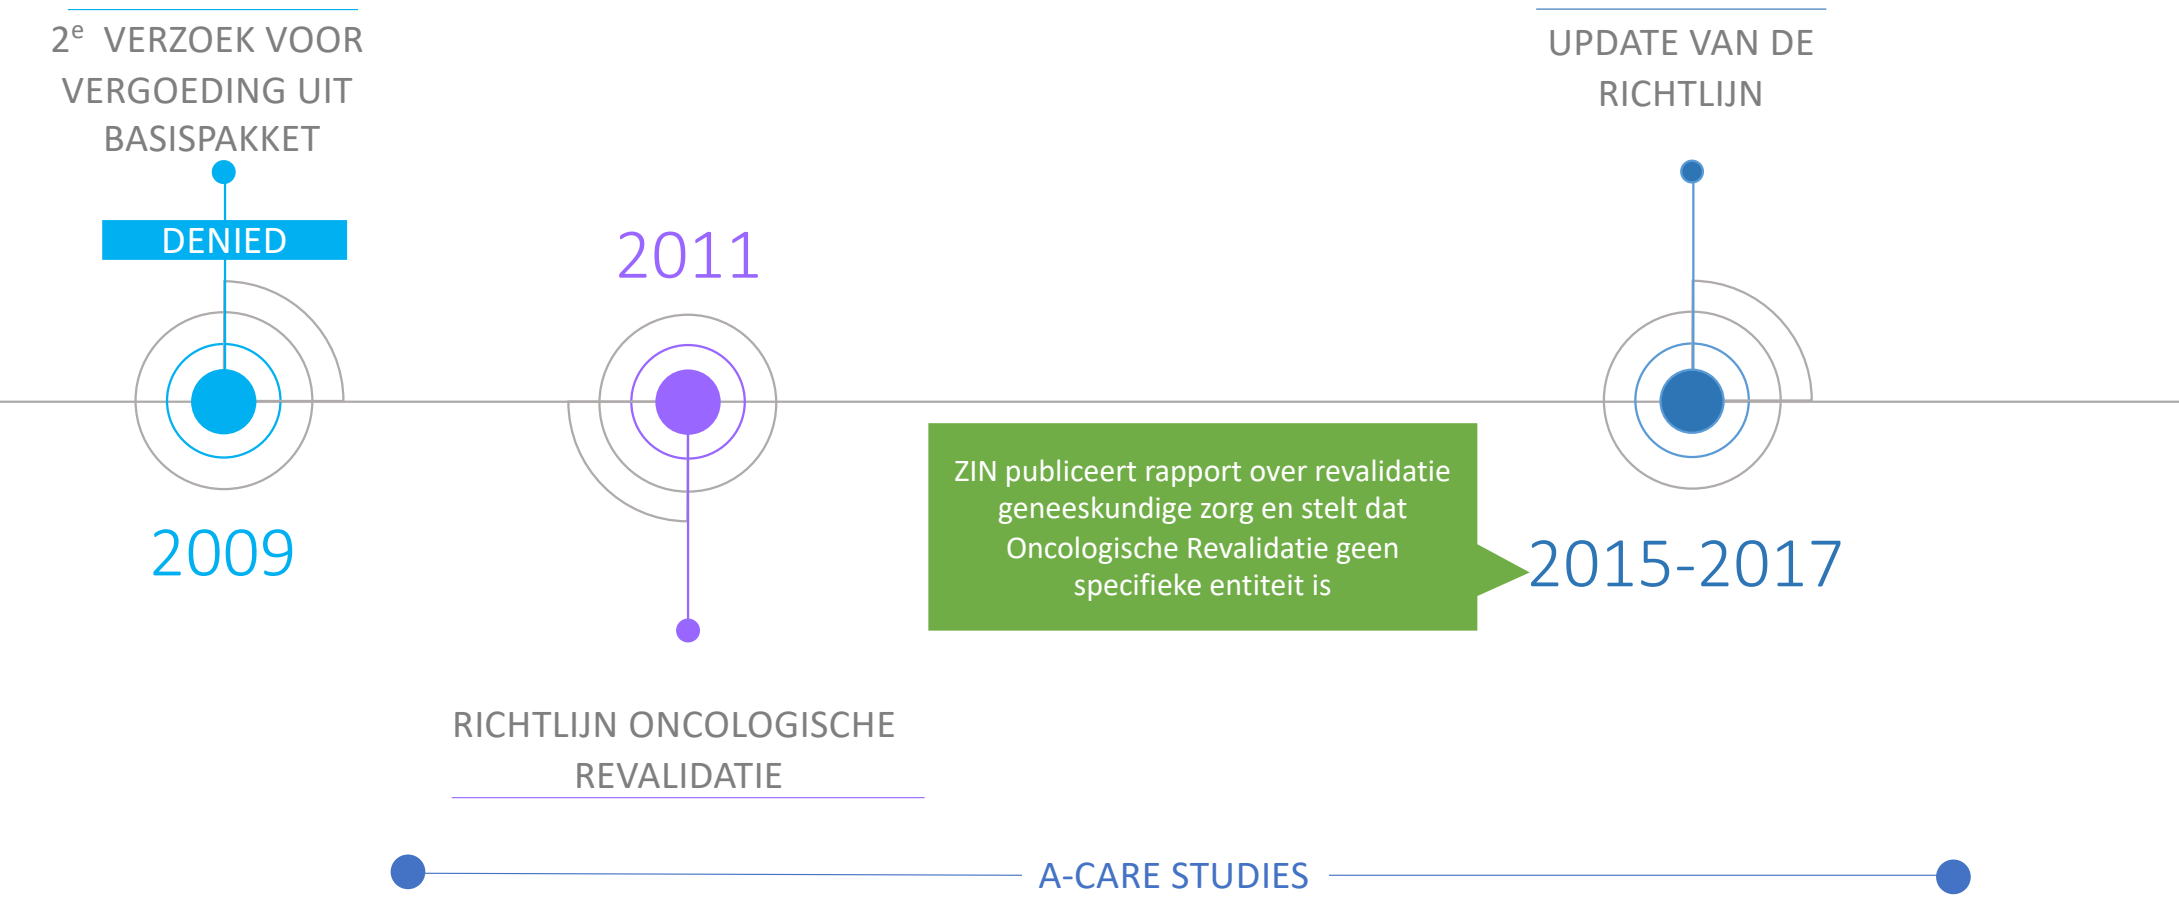 2e VERZOEK VOOR
VERGOEDING UIT
BASISPAKKET
DENIED
2009
2011
RICHTLIJN ONCOLOGISCHE
REVALIDATIE
ZIN publiceert rapport over revalidatie
geneeskundige zorg en stelt dat
Oncologische Revalidatie geen
specifieke entiteit is
UPDATE VAN DE
RICHTLIJN
2015-2017
A-CARE STUDIES